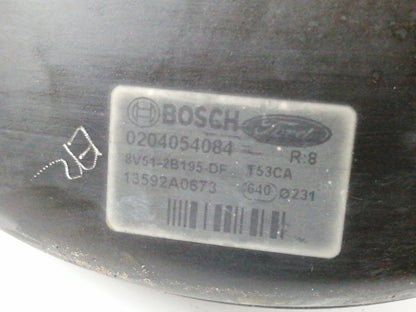 BOSCH Ford
0204054084 R:8
8V51-2B195-DF T53CA
13592A0673 640 Ø231